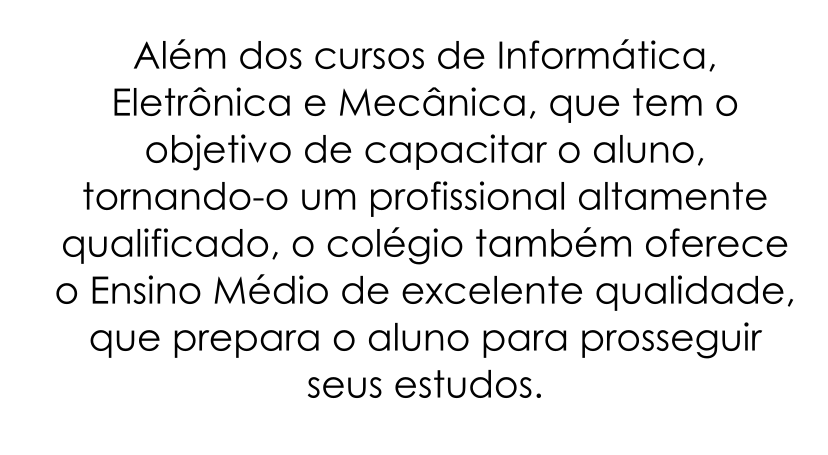 Além dos cursos de Informática,
Eletrônica e Mecânica, que tem o
objetivo de capacitar o aluno,
tornando-o um profissional altamente
qualificado, o colégio também oferece
o Ensino Médio de excelente qualidade,
que prepara o aluno para prosseguir
seus estudos.